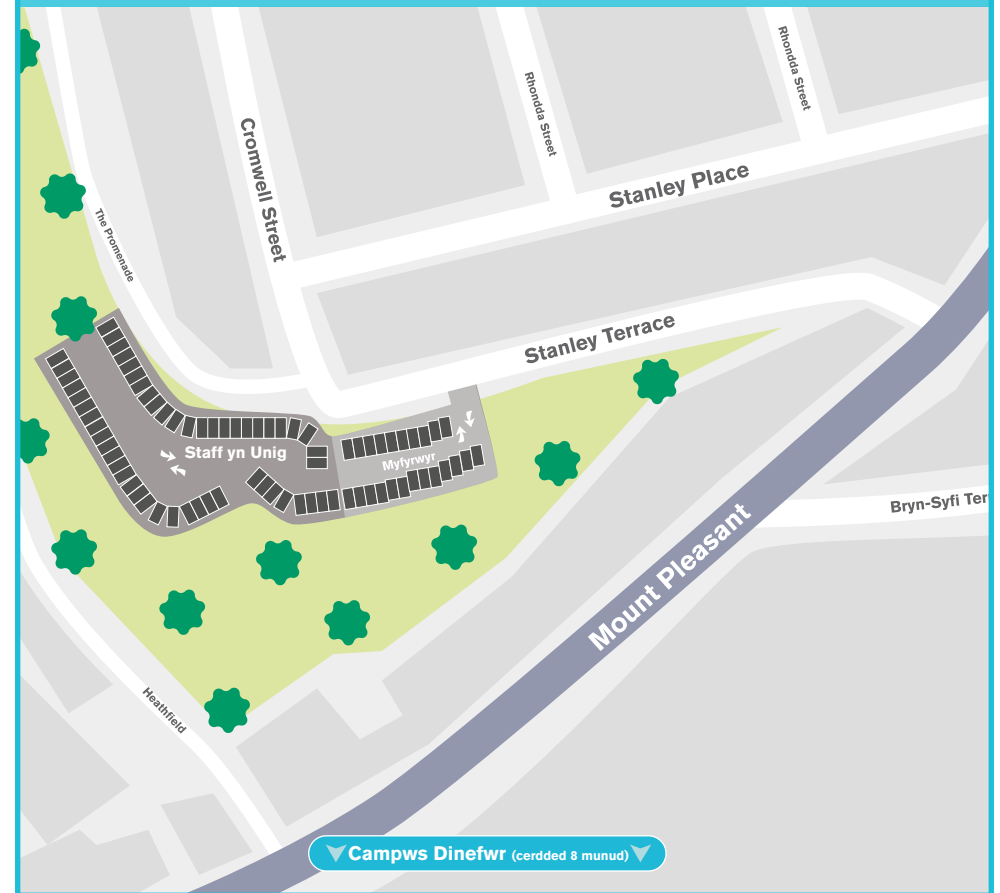 Rhondda Street
Rhondda Street
Cromwell Street
Stanley Place
The Promenade
Stanley Terrace
Staff yn Unig
Myfyrwyr
Bryn-Syfi Ter
Mount Pleasant
Heathfield
Campws Dinefwr (cerdded 8 munud)